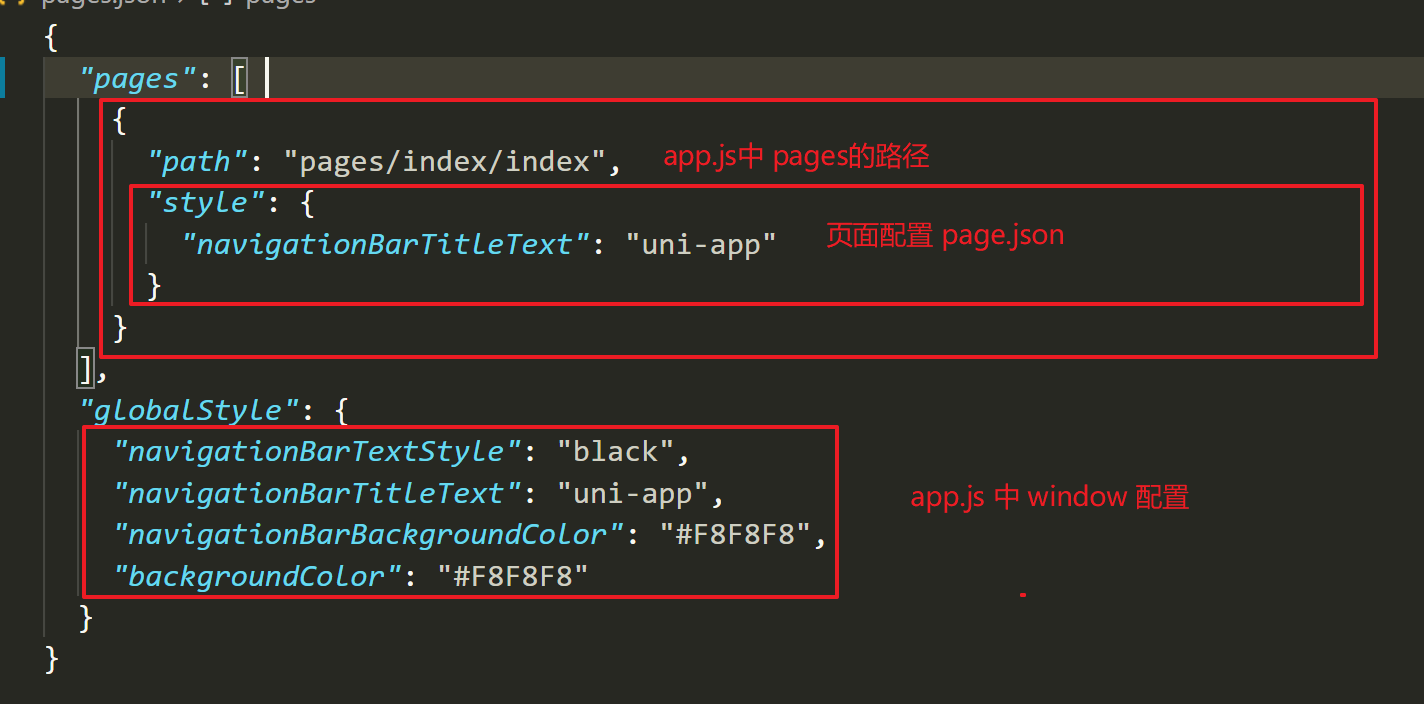 pages.json › [ ] pages
{
"pages": [
{
"path": "pages/index/index", app.js中 pages的路径
"style": {
"navigationBarTitleText": "uni-app" 页面配置 page.json
}
}
],
"globalStyle": {
"navigationBarTextStyle": "black",
"navigationBarTitleText": "uni-app",
app.js 中 window 配置
"navigationBarBackgroundColor": "#F8F8F8",
"backgroundColor": "#F8F8F8"
}
}